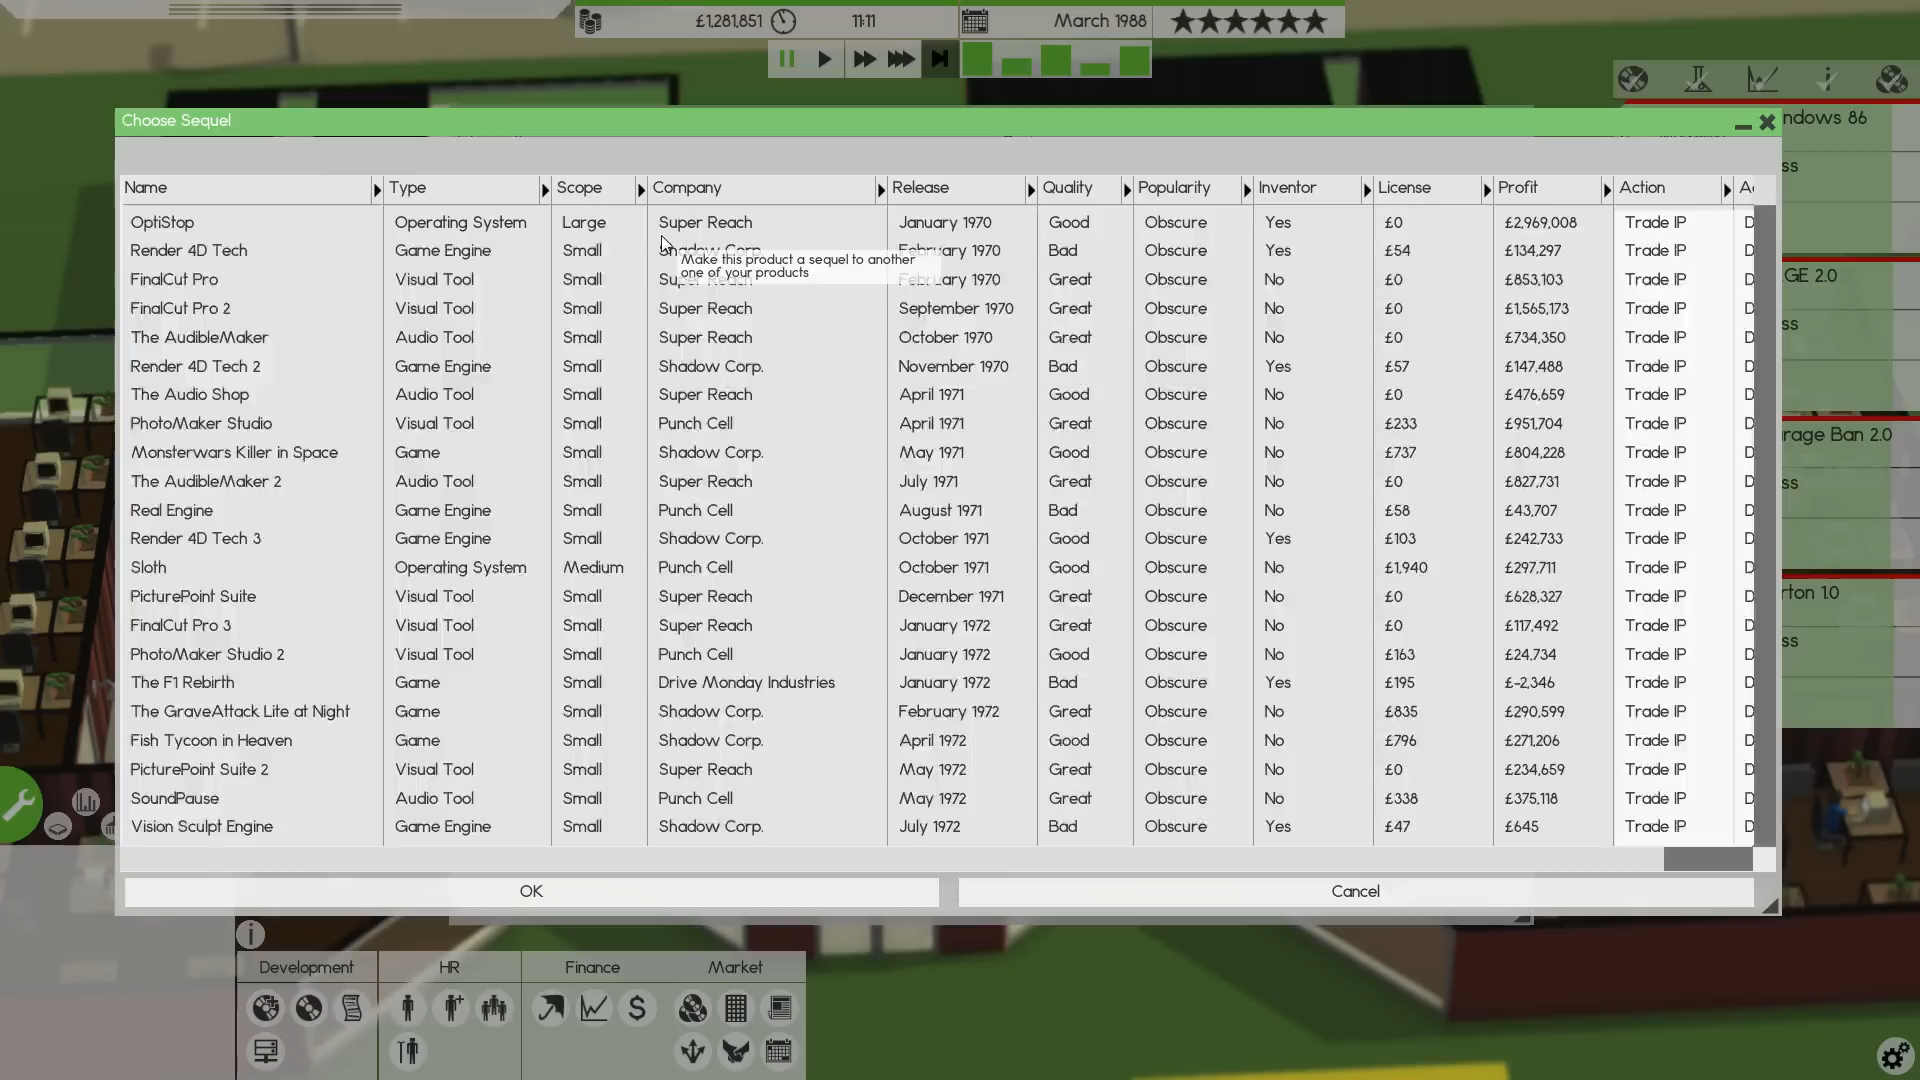 £1,281,851 11:11 March 1988
Choose Sequel
ndows 86
Name Type Scope Company Release Quality Popularity Inventor License Profit Action
OptiStop Operating System Large Super Reach January 1970 Good Obscure Yes £0 £2,969,008 Trade IP D
Render 4D Tech Game Engine Small Shadow Corp. February 1970 Bad Obscure Yes £54 £134,297 Trade IP D
Make this product a sequel to another
one of your products
FinalCut Pro Visual Tool Small Super Reach February 1970 Great Obscure No £0 £853,103 Trade IP D
GE 2.0
FinalCut Pro 2 Visual Tool Small Super Reach September 1970 Great Obscure No £0 £1,565,173 Trade IP D
The AudibleMaker Audio Tool Small Super Reach October 1970 Great Obscure No £0 £734,350 Trade IP D
Render 4D Tech 2 Game Engine Small Shadow Corp. November 1970 Bad Obscure Yes £57 £147,488 Trade IP D
The Audio Shop Audio Tool Small Super Reach April 1971 Good Obscure No £0 £476,659 Trade IP D
PhotoMaker Studio Visual Tool Small Punch Cell April 1971 Great Obscure No £233 £951,704 Trade IP D
rage Ban 2.0
Monsterwars Killer in Space Game Small Shadow Corp. May 1971 Good Obscure No £737 £804,228 Trade IP D
The AudibleMaker 2 Audio Tool Small Super Reach July 1971 Great Obscure No £0 £827,731 Trade IP D
Real Engine Game Engine Small Punch Cell August 1971 Bad Obscure No £58 £43,707 Trade IP D
Render 4D Tech 3 Game Engine Small Shadow Corp. October 1971 Good Obscure Yes £103 £242,733 Trade IP D
Sloth Operating System Medium Punch Cell October 1971 Good Obscure No £1,940 £297,711 Trade IP D
PicturePoint Suite Visual Tool Small Super Reach December 1971 Great Obscure No £0 £628,327 Trade IP D
rton 1.0
FinalCut Pro 3 Visual Tool Small Super Reach January 1972 Great Obscure No £0 £117,492 Trade IP D
PhotoMaker Studio 2 Visual Tool Small Punch Cell January 1972 Good Obscure No £163 £24,734 Trade IP D
The F1 Rebirth Game Small Drive Monday Industries January 1972 Bad Obscure Yes £195 £-2,346 Trade IP D
The GraveAttack Lite at Night Game Small Shadow Corp. February 1972 Great Obscure No £835 £290,599 Trade IP D
Fish Tycoon in Heaven Game Small Shadow Corp. April 1972 Good Obscure No £796 £271,206 Trade IP D
PicturePoint Suite 2 Visual Tool Small Super Reach May 1972 Great Obscure No £0 £234,659 Trade IP D
SoundPause Audio Tool Small Punch Cell May 1972 Great Obscure No £338 £375,118 Trade IP D
Vision Sculpt Engine Game Engine Small Shadow Corp. July 1972 Bad Obscure Yes £47 £645 Trade IP D
OK Cancel
Development HR Finance Market